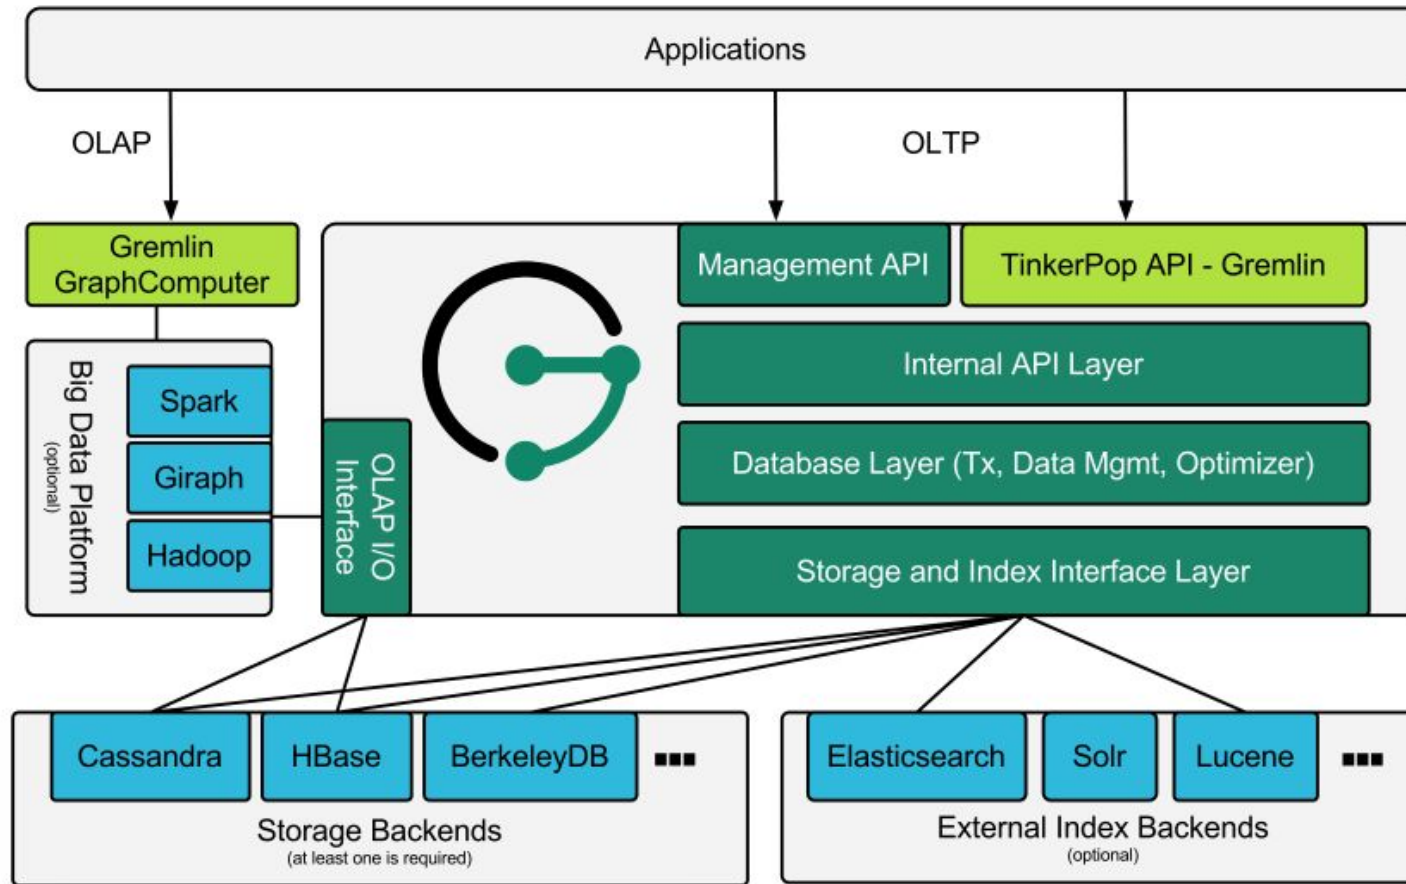 Applications
OLAP
OLTP
Gremlin
GraphComputer
Management API
TinkerPop API - Gremlin
Internal API Layer
Big Data Platform
(optional)
Spark
Giraph
Hadoop
OLAP I/O
Interface
Database Layer (Tx, Data Mgmt, Optimizer)
Storage and Index Interface Layer
Cassandra
HBase
BerkeleyDB
Storage Backends
(at least one is required)
Elasticsearch
Solr
Lucene
External Index Backends
(optional)